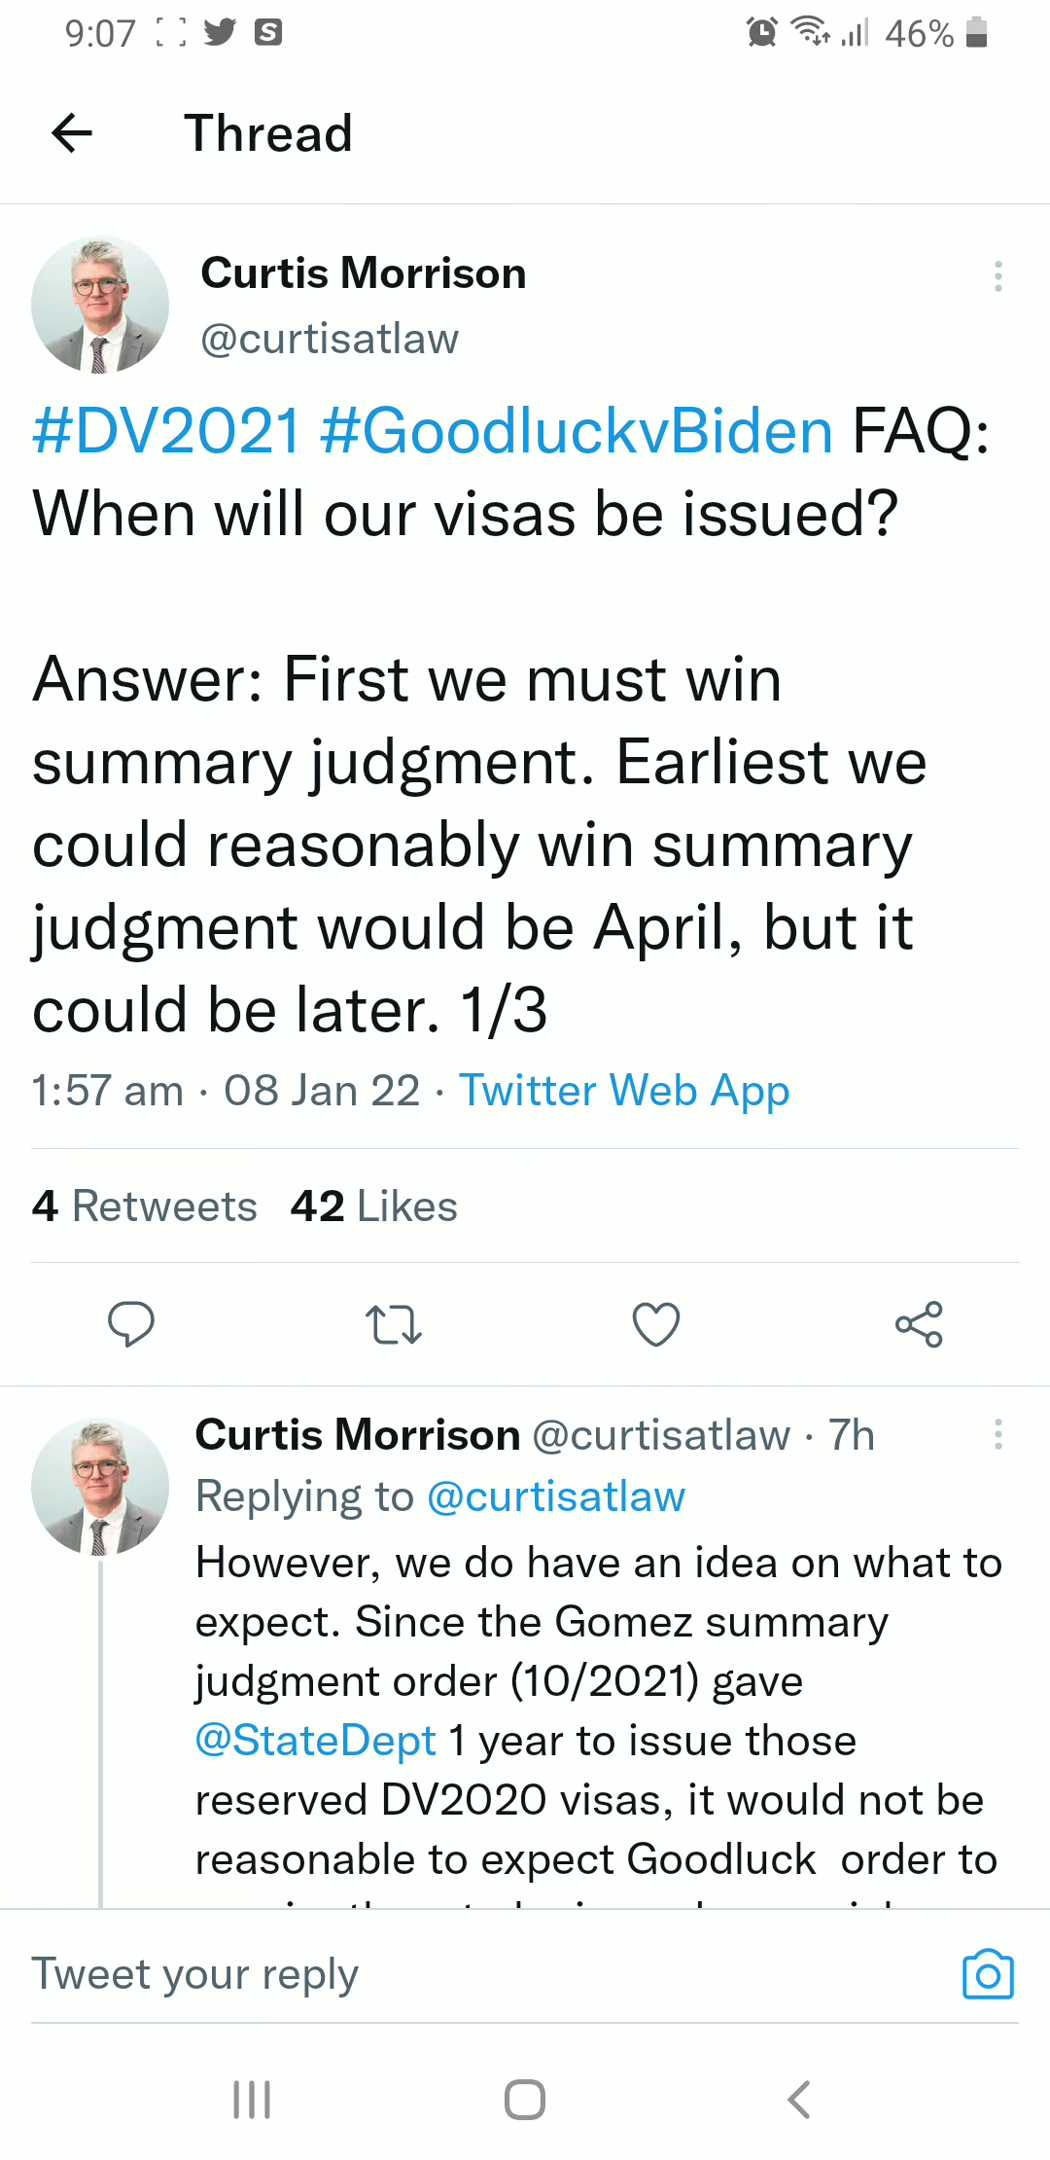 9:07 46%
Thread
Curtis Morrison
@curtisatlaw
#DV2021 #GoodluckvBiden FAQ:
When will our visas be issued?
Answer: First we must win
summary judgment. Earliest we
could reasonably win summary
judgment would be April, but it
could be later. 1/3
1:57 am · 08 Jan 22 · Twitter Web App
4 Retweets 42 Likes
Curtis Morrison @curtisatlaw · 7h
Replying to @curtisatlaw
However, we do have an idea on what to
expect. Since the Gomez summary
judgment order (10/2021) gave
@StateDept 1 year to issue those
reserved DV2020 visas, it would not be
reasonable to expect Goodluck order to
Tweet your reply